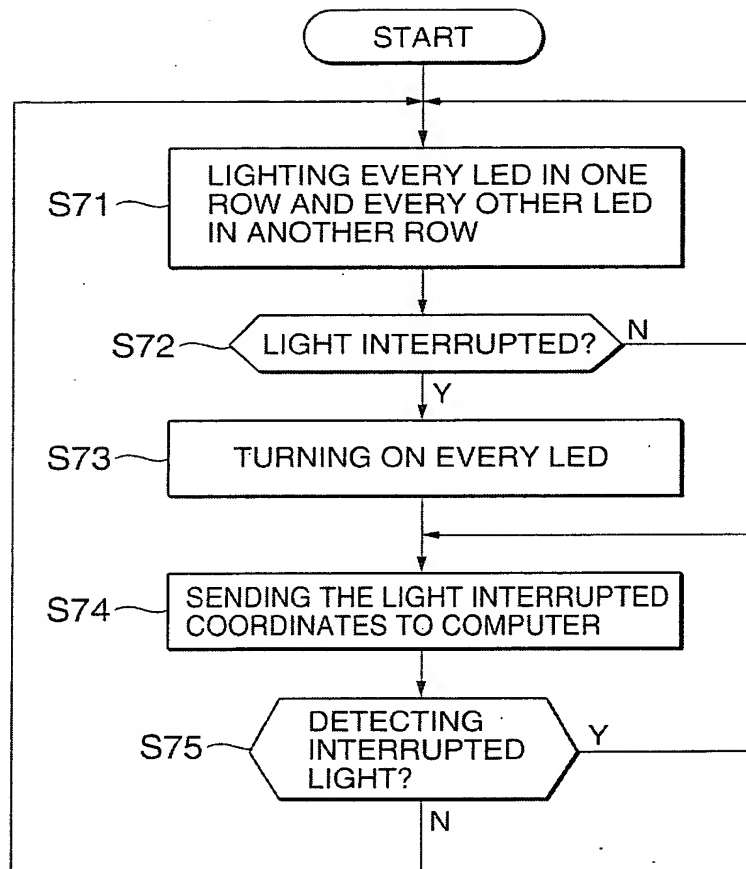 START
S71
LIGHTING EVERY LED IN ONE
ROW AND EVERY OTHER LED
IN ANOTHER ROW
S72
LIGHT INTERRUPTED?
N
Y
S73
TURNING ON EVERY LED
S74
SENDING THE LIGHT INTERRUPTED
COORDINATES TO COMPUTER
S75
DETECTING
INTERRUPTED
LIGHT?
Y
N